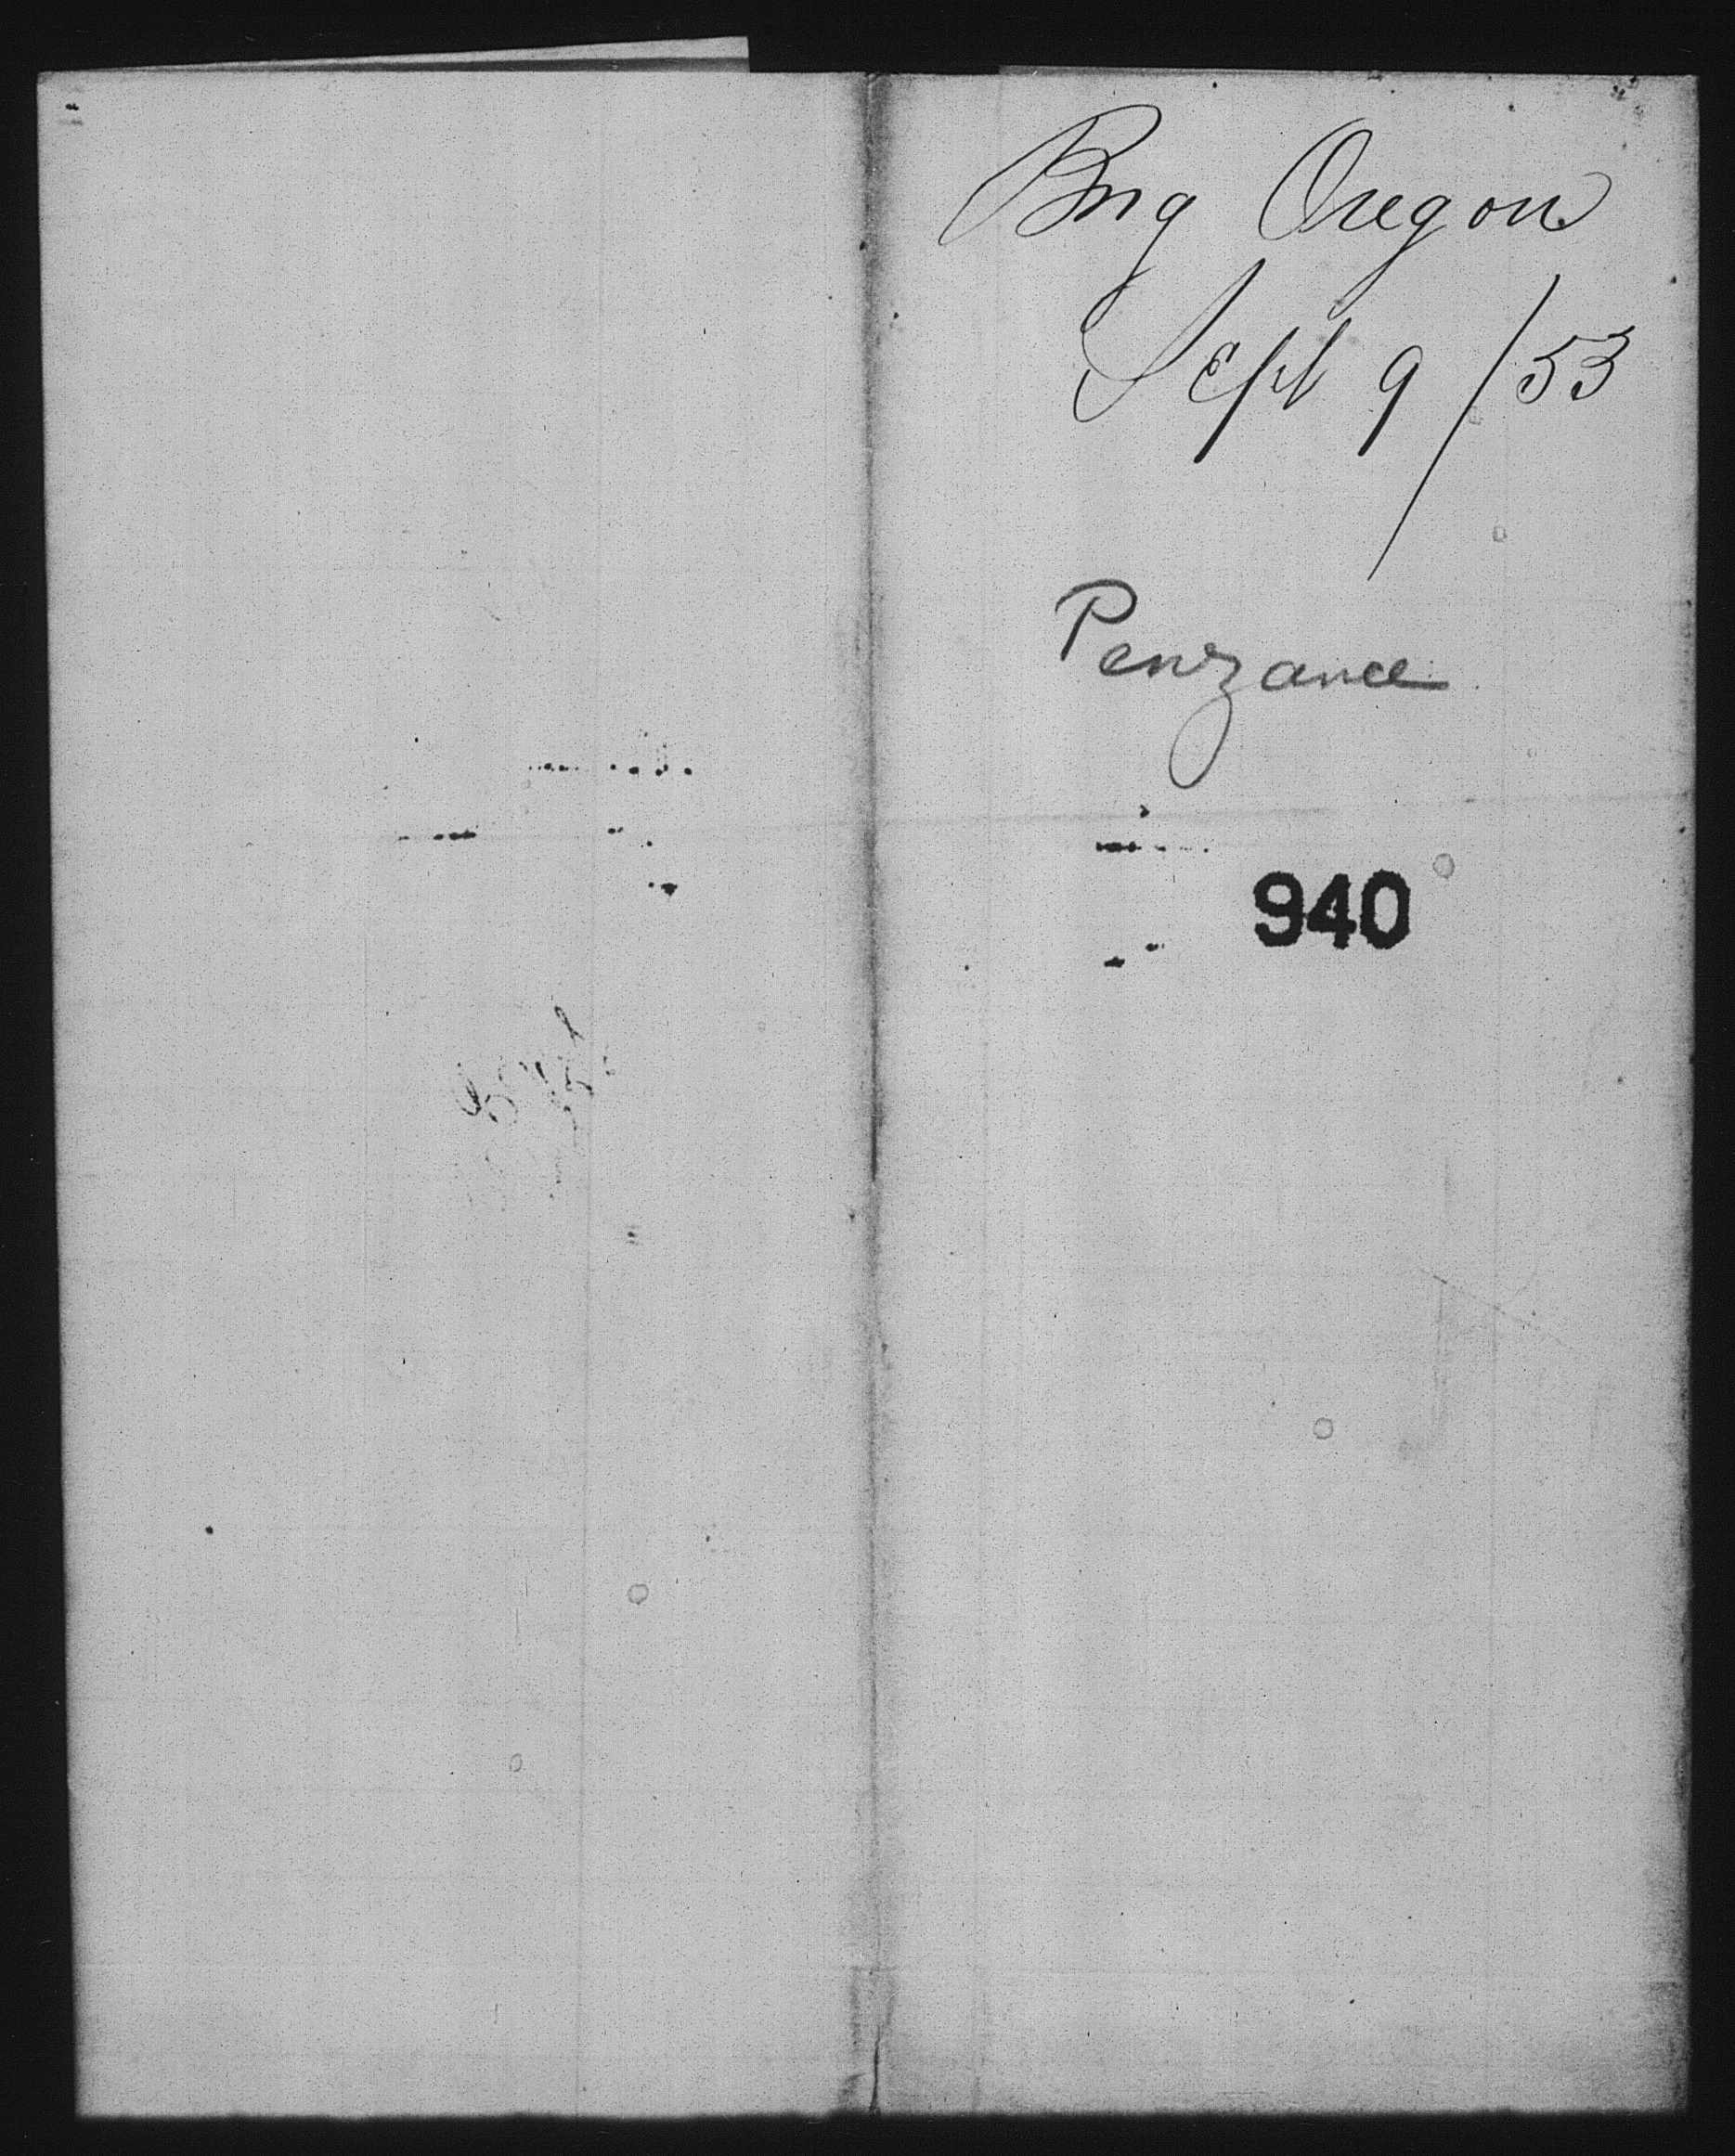 Brig Oregon
Sept 9/53
Penzance
940